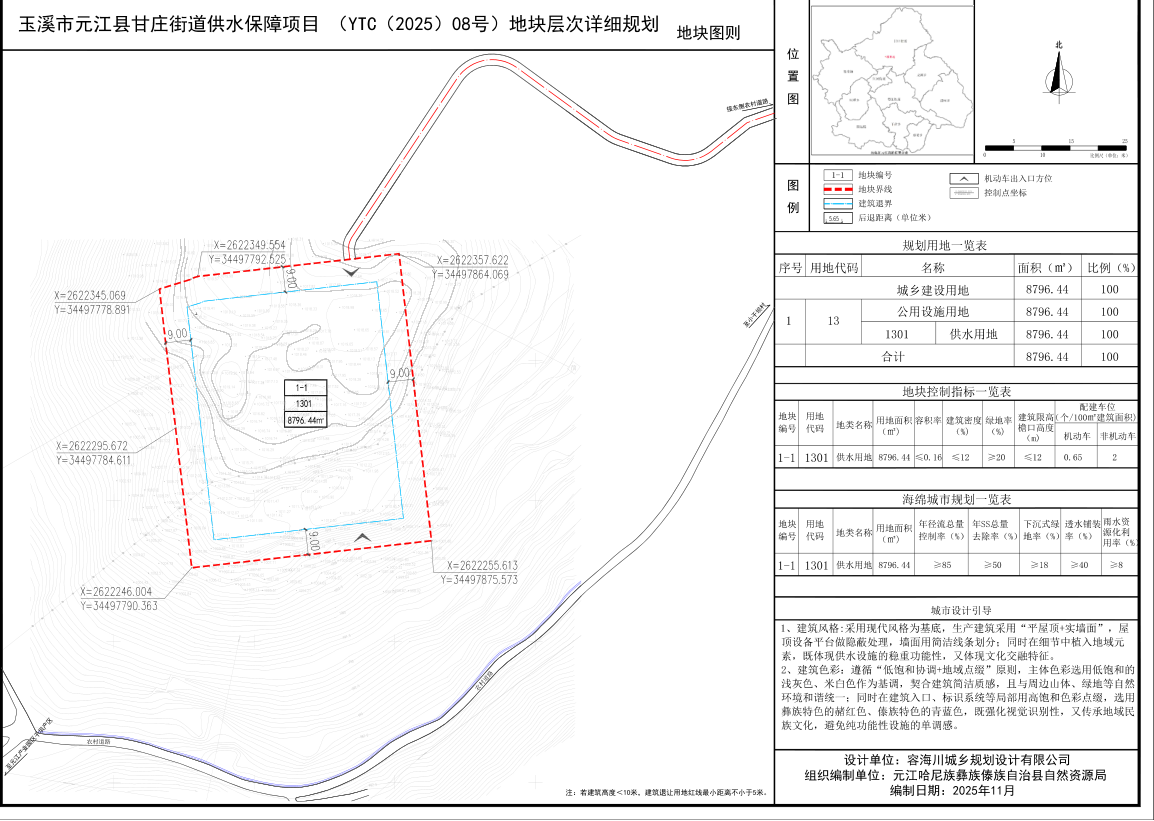 玉溪市元江县甘庄街道供水保障项目 （YTC（2025）08号）地块层次详细规划 地块图则
接东侧农村道路
X=2622349.554
Y=34497792.525
X=2622357.622
Y=34497864.069
X=2622345.069
Y=34497778.891
9.00
9.00
9.00
1-1
1301
8796.44㎡
X=2622295.672
Y=34497784.611
9.00
X=2622255.613
Y=34497875.573
X=2622246.004
Y=34497790.363
农村道路
农村道路
注：若建筑高度＜10米，建筑退让用地红线最小距离不小于5米。
位置图
北
5 15 25
0 10 20
比例尺（单位：米）
图例
1-1 地块编号
地块界线
建筑退界
5.65 后退距离（单位米）
机动车出入口方位
控制点坐标
规划用地一览表
序号 用地代码 名称 面积（㎡） 比例（%）
城乡建设用地 8796.44 100
1 13 公用设施用地 8796.44 100
1301 供水用地 8796.44 100
合计 8796.44 100
地块控制指标一览表
地块编号 用地代码 地类名称 用地面积（㎡） 容积率 建筑密度（%） 绿地率（%） 建筑限高檐口高度（m） 配建车位（个/100㎡建筑面积）
机动车 非机动车
1-1 1301 供水用地 8796.44 ≤0.16 ≤12 ≥20 ≤12 0.65 2
海绵城市规划一览表
地块编号 用地代码 地类名称 用地面积（㎡） 年径流总量控制率（%） 年SS总量去除率（%） 下沉式绿地率（%） 透水铺装率（%） 雨水资源化利用率（%）
1-1 1301 供水用地 8796.44 ≥85 ≥50 ≥18 ≥40 ≥8
城市设计引导
1、建筑风格：采用现代风格为基底，生产建筑采用“平屋顶+实墙面”，屋
顶设备平台做隐蔽处理，墙面用简洁线条划分；同时在细节中植入地域元
素，既体现供水设施的稳重功能性，又体现文化交融特征。
2、建筑色彩：遵循“低饱和协调+地域点缀”原则，主体色彩选用低饱和的
浅灰色、米白色作为基调，契合建筑简洁质感，且与周边山体、绿地等自然
环境和谐统一；同时在建筑入口、标识系统等局部用高饱和色彩点缀，选用
彝族特色的赭红色、傣族特色的青蓝色，既强化视觉识别性，又传承地域民
族文化，避免纯功能性设施的单调感。
设计单位：容海川城乡规划设计有限公司
组织编制单位：元江哈尼族彝族傣族自治县自然资源局
编制日期：2025年11月